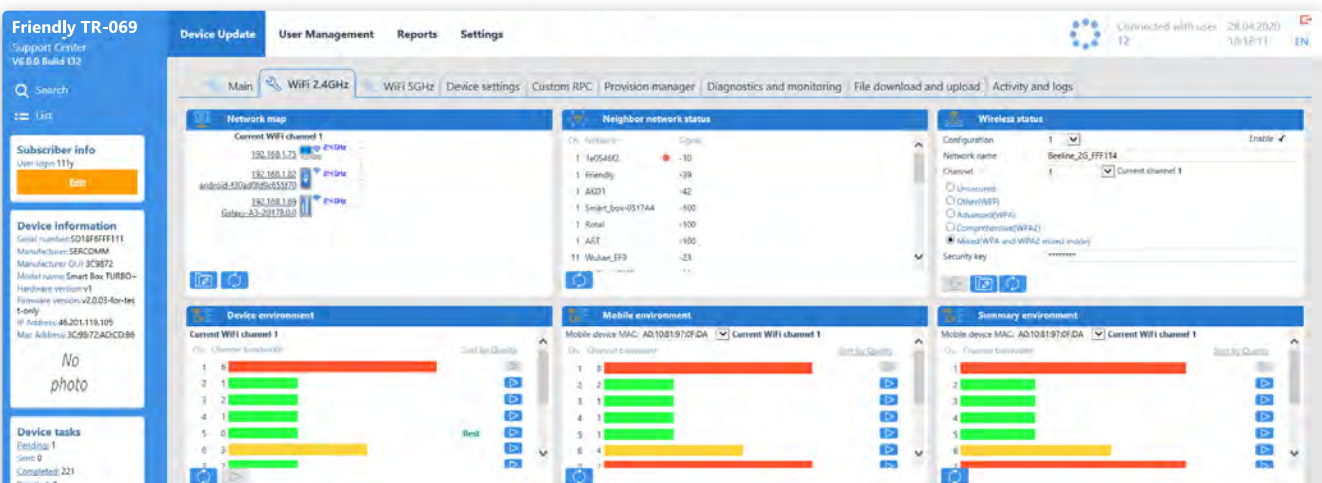 Friendly TR-069
Support Center
V6.0.0 Build 132
Device Update
User Management
Reports
Settings
Connected with user
12
28.04.2020
EN
Search
List
Main
WiFi 2.4GHz
WiFi 5GHz
Device settings
Custom RPC
Provision manager
Diagnostics and monitoring
File download and upload
Activity and logs
Subscriber info
User login 111y
Edit
Device information
Serial number: SD18F6FFF111
Manufacturer: SERCOMM
Manufacturer OUI: 3C9872
Model name: Smart Box TURBO+
Hardware version: v1
Firmware version: v2.0.03-for-tes
t-only
IP Address: 46.201.119.105
Mac Address: 3C:98:72:AD:CD:B6
No
photo
Device tasks
Pending: 1
Sent: 0
Completed: 221
Network map
Current WiFi channel 1
192.168.1.75 2.4GHz
192.168.1.82 2.4GHz
192.168.1.69 2.4GHz
Neighbor network status
Ch. Network Signal
-10
1 Friendly -39
1 AKD1 -42
1 Smart_box-0517A4 -100
1 Rotal -100
1 ART -100
11 Wulian_EF9 -23
Wireless status
Configuration 1 Enable
Network name Beeline_2G_FFF114
Channel 1 Current channel 1
Unsecured
Other(WEP)
Advanced(WPA)
Comprehensive(WPA2)
Mixed(WPA and WPA2 mixed mode)
Security key ********
Device environment
Current WiFi channel 1
Ch. Channel bandwidth Sort by Quality
1 6
2 1
3 2
4 1
5 0 Best
6 3
Mobile environment
Mobile device MAC: A0:10:81:97:0F:DA Current WiFi channel 1
Ch. Channel bandwidth Sort by Quality
1 3
2 2
3 1
4 1
5 1
6 4
Summary environment
Mobile device MAC: A0:10:81:97:0F:DA Current WiFi channel 1
Ch. Channel bandwidth Sort by Quality
1
2
3
4
5
6